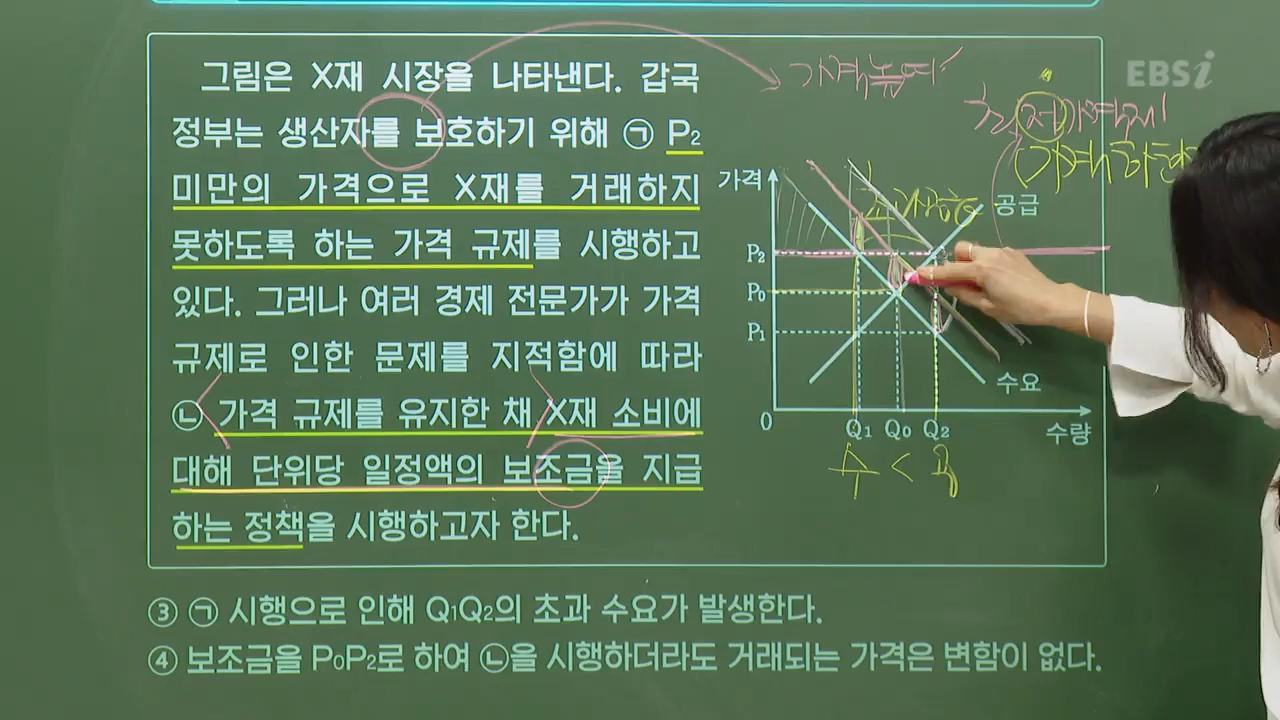 그림은 X재 시장을 나타낸다. 갑국
정부는 생산자를 보호하기 위해 ㉠ P₂
미만의 가격으로 X재를 거래하지
못하도록 하는 가격 규제를 시행하고
있다. 그러나 여러 경제 전문가가 가격
규제로 인한 문제를 지적함에 따라
㉡ 가격 규제를 유지한 채 X재 소비에
대해 단위당 일정액의 보조금을 지급
하는 정책을 시행하고자 한다.
가격높여
EBSi
최저가격제
초과공급
가격
공급
P₂
P₀
P₁
수요
0
Q₁ Q₀ Q₂
수량
수 < 공
③ ㉠ 시행으로 인해 Q₁Q₂의 초과 수요가 발생한다.
④ 보조금을 P₀P₂로 하여 ㉡을 시행하더라도 거래되는 가격은 변함이 없다.